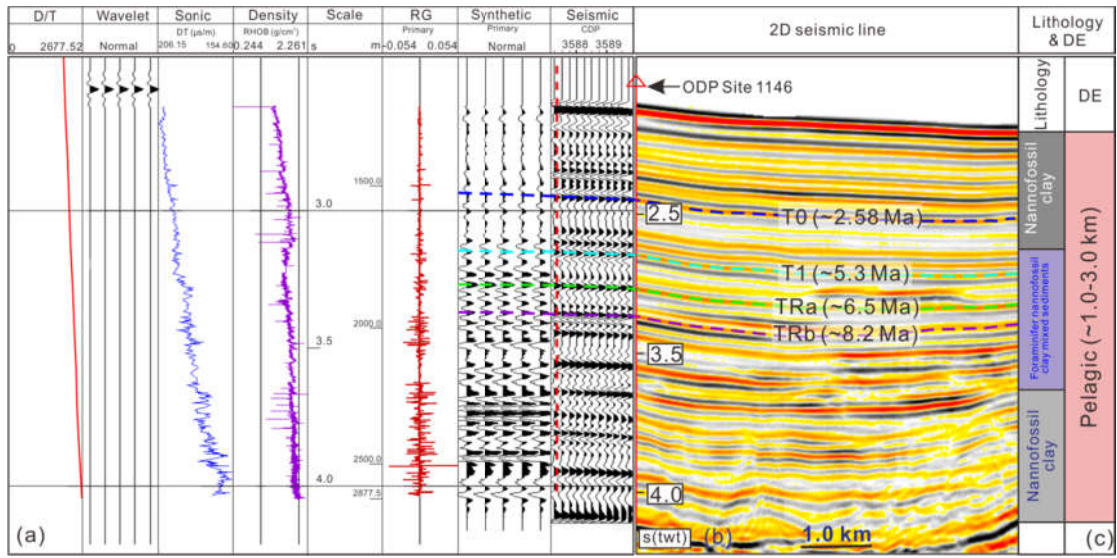 D/T
Wavelet
Sonic
Density
Scale
RG
Synthetic
Seismic
2D seismic line
Lithology
& DE
DT (μs/m)
RHOB (g/cm³)
Primary
Primary
CDP
0 2677.52
Normal
206.15 154.60
0.244 2.261
s m
-0.054 0.054
Normal
3588 3589
ODP Site 1146
Lithology
DE
1500.0
3.0
2.5
T0 (~2.58 Ma)
Nannofossil
clay
T1 (~5.3 Ma)
TRa (~6.5 Ma)
2000.0
TRb (~8.2 Ma)
3.5
3.5
Foraminifer nannofossil
clay mixed sediments
Pelagic (~1.0-3.0 km)
Nannofossil
clay
2500.0
4.0
2877.5
4.0
(a)
s(twt)
(b)
1.0 km
(c)